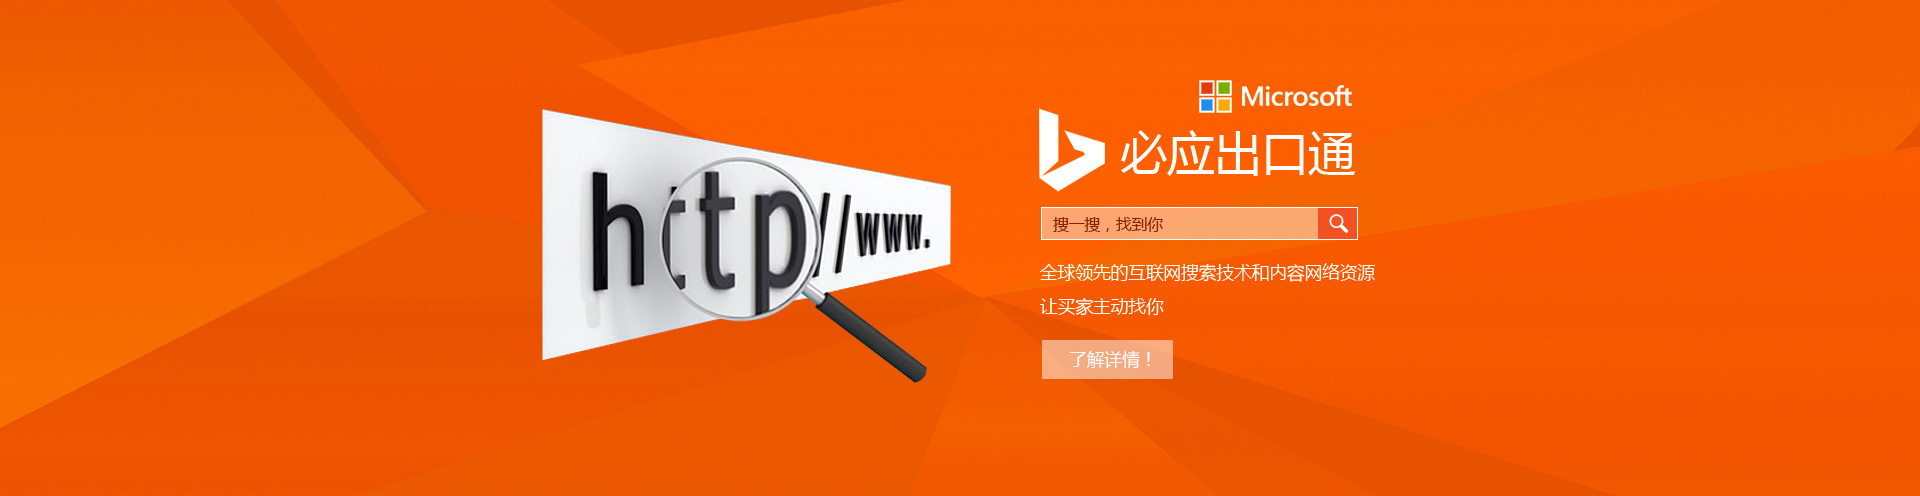 http//www.
Microsoft
必应出口通
搜一搜，找到你
全球领先的互联网搜索技术和内容网络资源
让买家主动找你
了解详情！